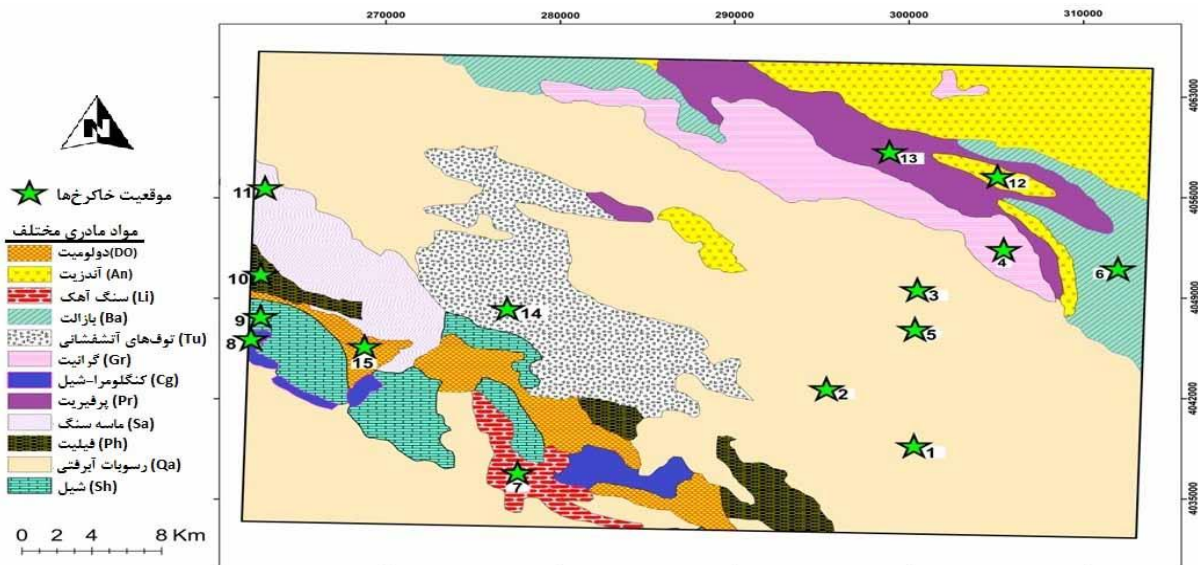 270000 280000 290000 300000 310000
4063000
4056000
4049000
4042000
4035000
N
موقعیت خاکرخ‌ها
مواد مادری مختلف
دولومیت (DO)
آندزیت (An)
سنگ آهک (Li)
بازالت (Ba)
توف‌های آتشفشانی (Tu)
گرانیت (Gr)
کنگلومرا-شیل (Cg)
پرفیریت (Pr)
ماسه سنگ (Sa)
فیلیت (Ph)
رسوبات آبرفتی (Qa)
شیل (Sh)
0 2 4 8 Km
13
12
11
4
6
10
3
14
9
5
8
15
2
1
7